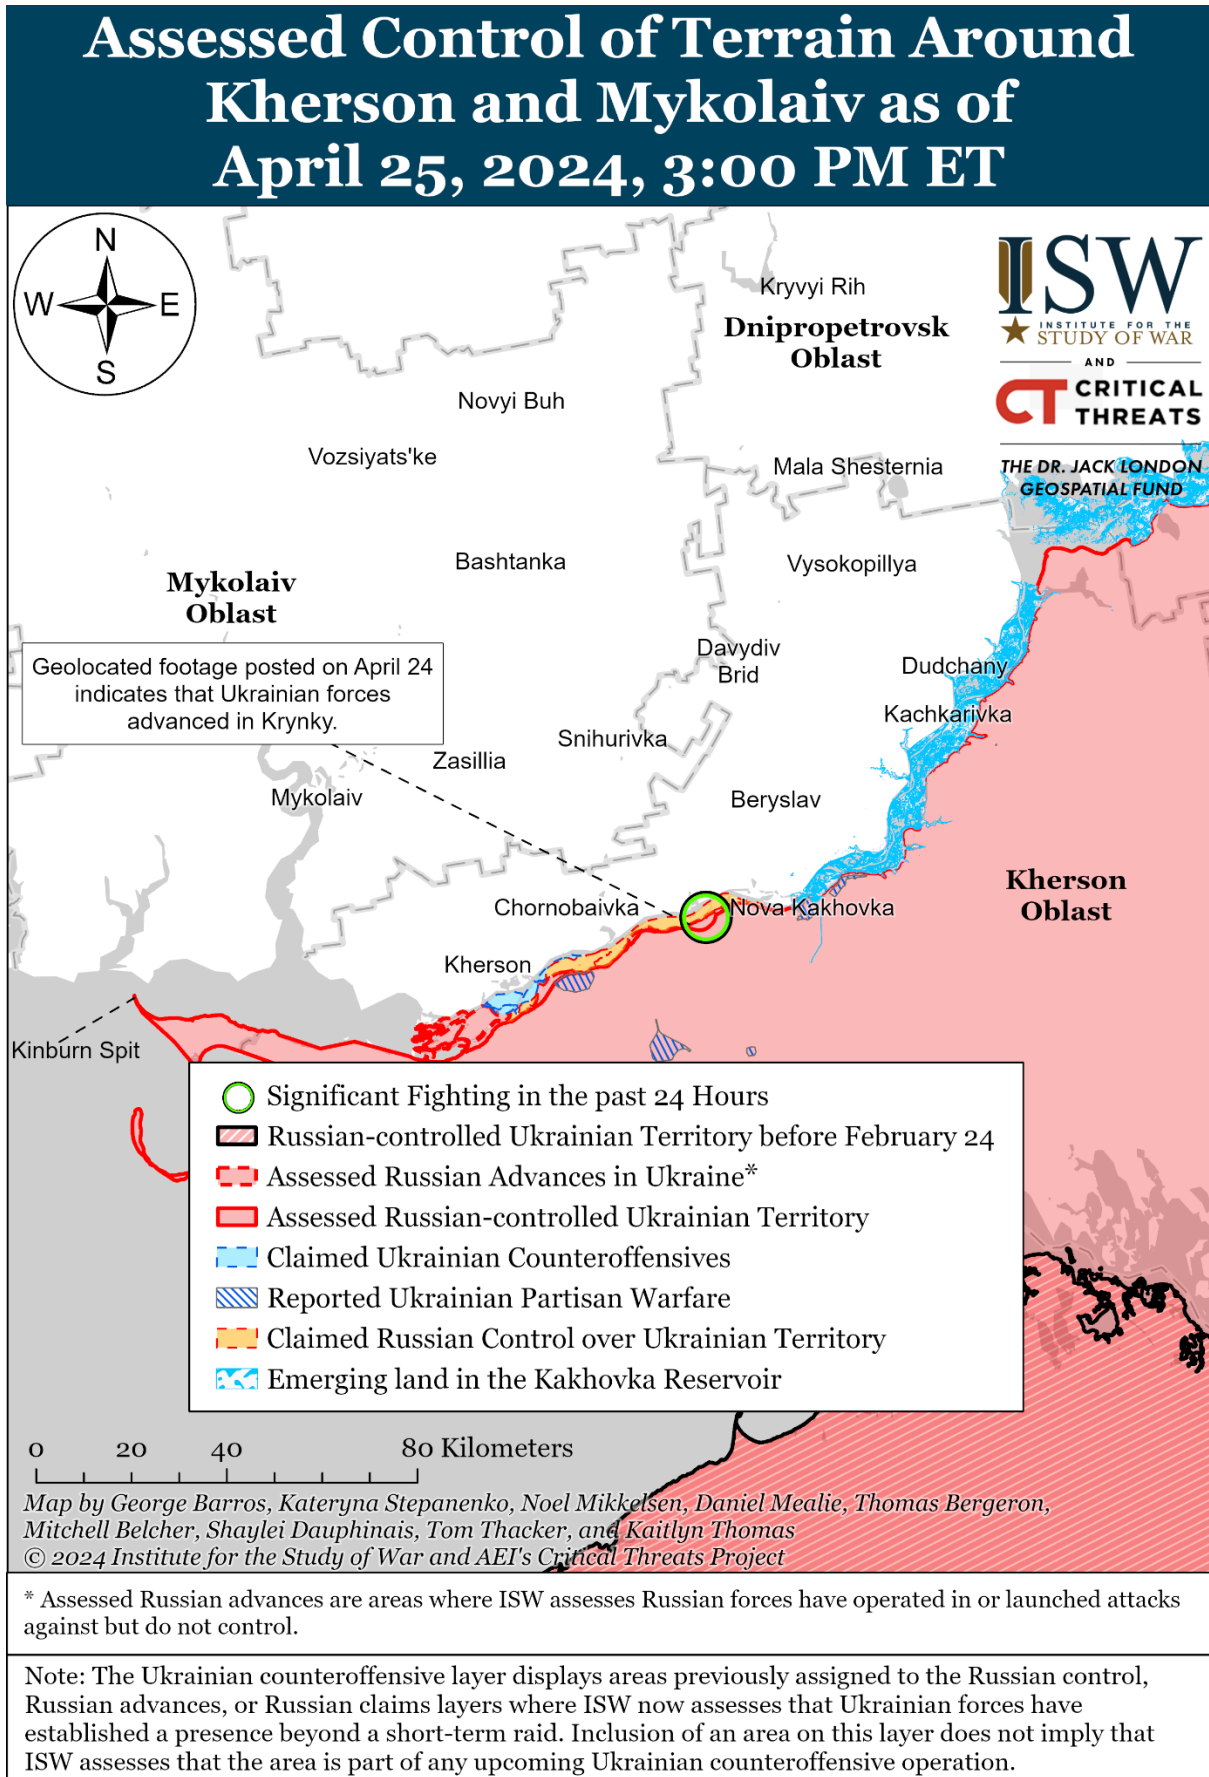 Assessed Control of Terrain Around
Kherson and Mykolaiv as of
April 25, 2024, 3:00 PM ET
N
W
E
S
ISW
INSTITUTE FOR THE
STUDY OF WAR
AND
CT CRITICAL
THREATS
THE DR. JACK LONDON
GEOSPATIAL FUND
Kryvyi Rih
Dnipropetrovsk
Oblast
Novyi Buh
Vozsiyats'ke
Mala Shesternia
Bashtanka
Vysokopillya
Mykolaiv
Oblast
Geolocated footage posted on April 24
indicates that Ukrainian forces
advanced in Krynky.
Davydiv
Brid
Dudchany
Kachkarivka
Snihurivka
Zasillia
Mykolaiv
Beryslav
Kherson
Oblast
Chornobaivka
Nova Kakhovka
Kherson
Kinburn Spit
Significant Fighting in the past 24 Hours
Russian-controlled Ukrainian Territory before February 24
Assessed Russian Advances in Ukraine*
Assessed Russian-controlled Ukrainian Territory
Claimed Ukrainian Counteroffensives
Reported Ukrainian Partisan Warfare
Claimed Russian Control over Ukrainian Territory
Emerging land in the Kakhovka Reservoir
0 20 40 80 Kilometers
Map by George Barros, Kateryna Stepanenko, Noel Mikkelsen, Daniel Mealie, Thomas Bergeron,
Mitchell Belcher, Shaylei Dauphinais, Tom Thacker, and Kaitlyn Thomas
© 2024 Institute for the Study of War and AEI's Critical Threats Project
* Assessed Russian advances are areas where ISW assesses Russian forces have operated in or launched attacks
against but do not control.
Note: The Ukrainian counteroffensive layer displays areas previously assigned to the Russian control,
Russian advances, or Russian claims layers where ISW now assesses that Ukrainian forces have
established a presence beyond a short-term raid. Inclusion of an area on this layer does not imply that
ISW assesses that the area is part of any upcoming Ukrainian counteroffensive operation.